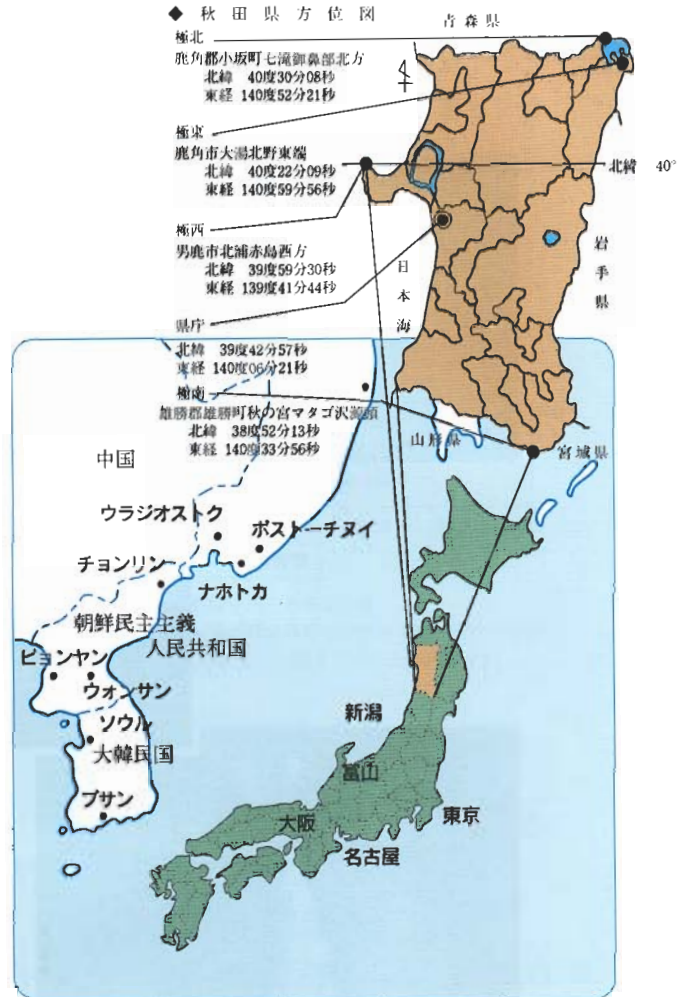 ◆ 秋田県方位図
青森県
極北
鹿角郡小坂町七滝御鼻部北方
北緯 40度30分08秒
東経 140度52分21秒
極東
鹿角市大湯北野東端
北緯 40度22分09秒
東経 140度59分56秒
北緯 40°
極西
男鹿市北浦赤島西方
北緯 39度59分30秒
東経 139度41分44秒
日本海
岩手県
県庁
北緯 39度42分57秒
東経 140度06分21秒
極南
雄勝郡雄勝町秋の宮マタゴ沢源頭
北緯 38度52分13秒
東経 140度33分56秒
山形県
宮城県
中国
ウラジオストク
ボストーチヌイ
チョンリン
ナホトカ
朝鮮民主主義
人民共和国
ピョンヤン
ウォンサン
ソウル
大韓民国
プサン
新潟
富山
大阪
東京
名古屋